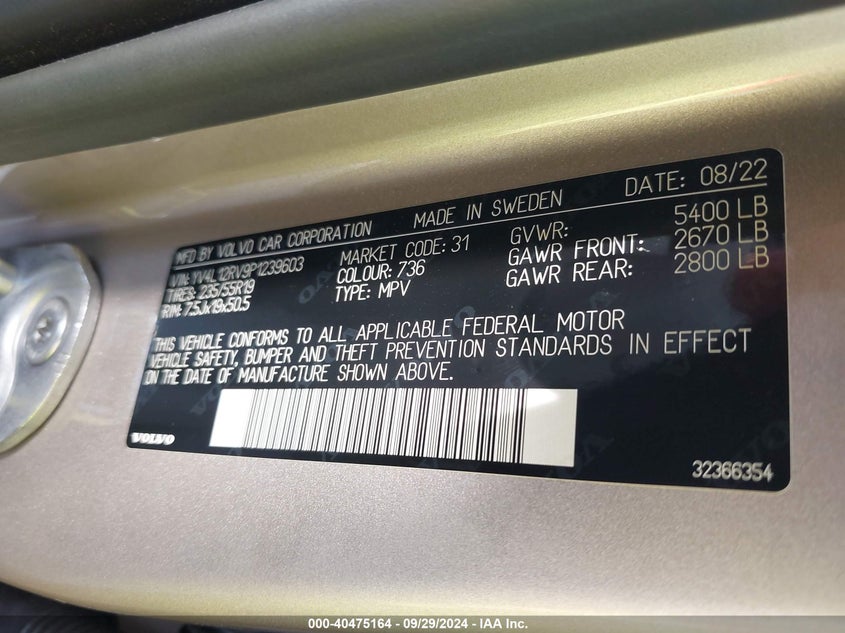 MFD BY VOLVO CAR CORPORATION MADE IN SWEDEN DATE: 08/22
VIN: YV4L12RV9P1239603 MARKET CODE: 31 GVWR: 5400 LB
TIRES: 235/55R19 COLOUR: 736 GAWR FRONT: 2670 LB
RIM: 7.5Jx19x50.5 TYPE: MPV GAWR REAR: 2800 LB
THIS VEHICLE CONFORMS TO ALL APPLICABLE FEDERAL MOTOR
VEHICLE SAFETY, BUMPER AND THEFT PREVENTION STANDARDS IN EFFECT
ON THE DATE OF MANUFACTURE SHOWN ABOVE.
VOLVO
32366354
000-40475164 - 09/29/2024 - IAA Inc.